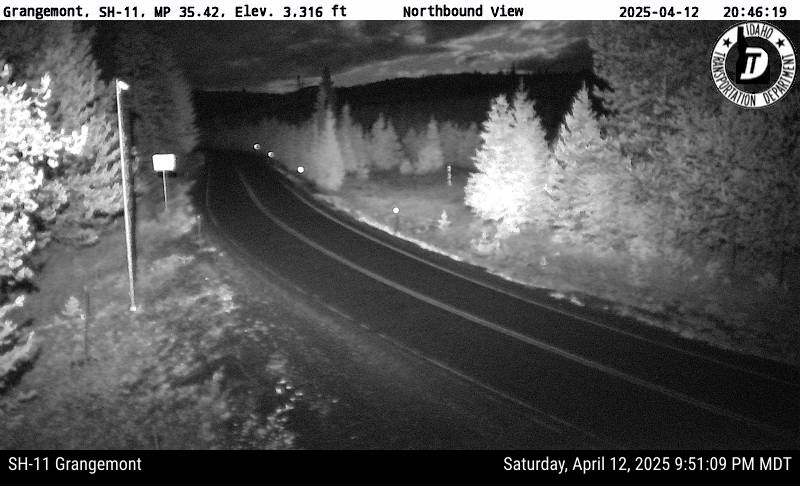 Grangemont, SH-11, MP 35.42, Elev. 3,316 ft Northbound View 2025-04-12 20:46:19
IDAHO
TRANSPORTATION DEPARTMENT
SH-11 Grangemont Saturday, April 12, 2025 9:51:09 PM MDT